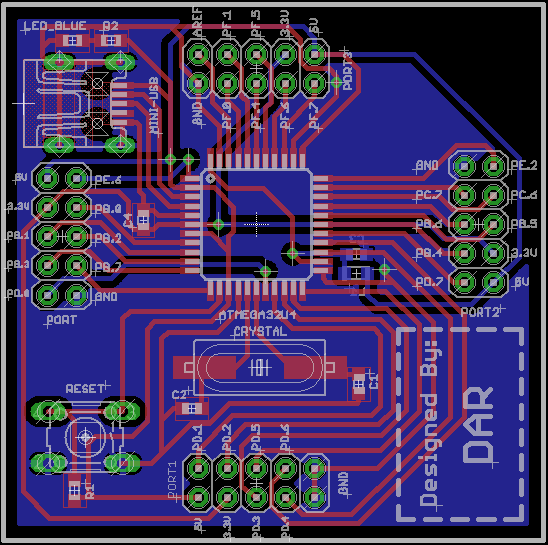 LED_BLUE
R2
AREF
PF.1
PF.5
3.3V
5V
PORT3
GND
PF.0
PF.4
PF.6
PF.7
MINI-USB
5V
PE.6
3.3V
PB.0
PB.1
PB.2
PB.3
PB.7
PD.0
GND
PORT
GND
PE.2
PC.7
PC.6
PB.6
PB.5
PB.4
3.3V
PD.7
5V
PORT2
ATMEGA32U4
CRYSTAL
C1
C2
RESET
R1
PORT1
PD.1
PD.2
PD.5
PD.6
GND
5V
3.3V
PD.3
PD.4
Designed By:
DAR